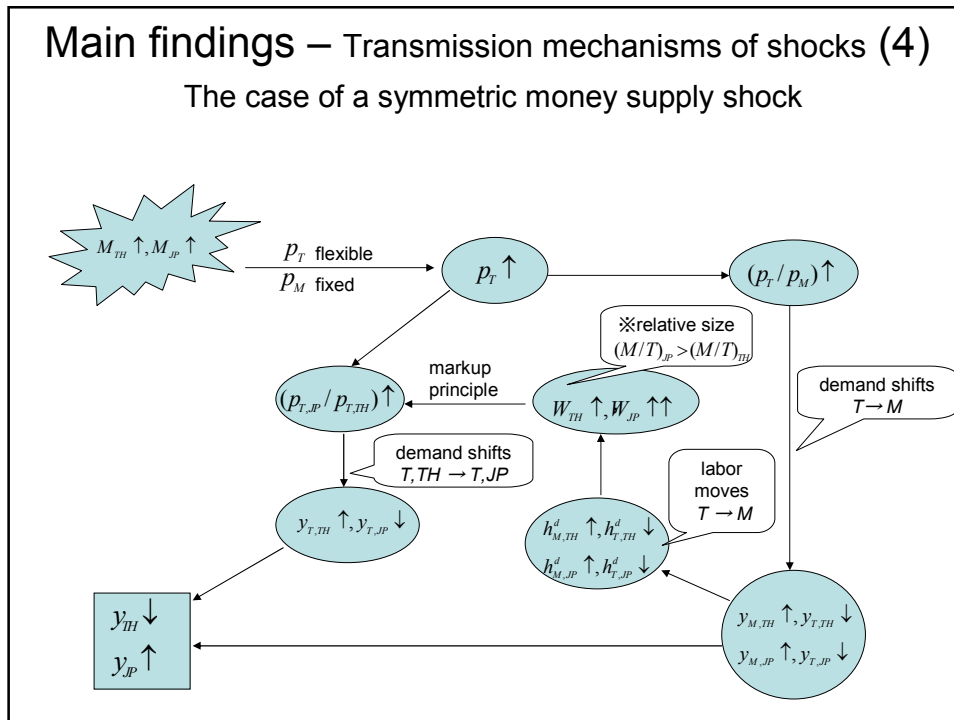 Main findings – Transmission mechanisms of shocks (4)
The case of a symmetric money supply shock
M_TH ↑, M_JP ↑
p_T flexible
p_M fixed
p_T ↑
(p_T / p_M) ↑
※relative size
(M/T)_JP > (M/T)_TH
markup
principle
(p_T,JP / p_T,TH) ↑
W_TH ↑, W_JP ↑↑
demand shifts
T → M
demand shifts
T,TH → T,JP
labor
moves
T → M
y_T,TH ↑, y_T,JP ↓
h^d_M,TH ↑, h^d_T,TH ↓
h^d_M,JP ↑, h^d_T,JP ↓
y_TH ↓
y_JP ↑
y_M,TH ↑, y_T,TH ↓
y_M,JP ↑, y_T,JP ↓